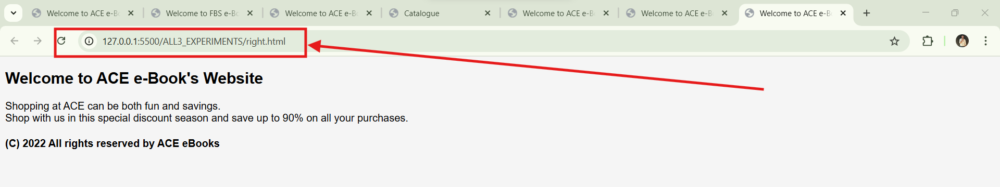 Welcome to ACE e-B
Welcome to FBS e-Bo
Welcome to ACE e-B
Catalogue
Welcome to ACE e-B
Welcome to ACE e-B
Welcome to ACE e-B
127.0.0.1:5500/ALL3_EXPERIMENTS/right.html
Welcome to ACE e-Book's Website
Shopping at ACE can be both fun and savings.
Shop with us in this special discount season and save up to 90% on all your purchases.
(C) 2022 All rights reserved by ACE eBooks